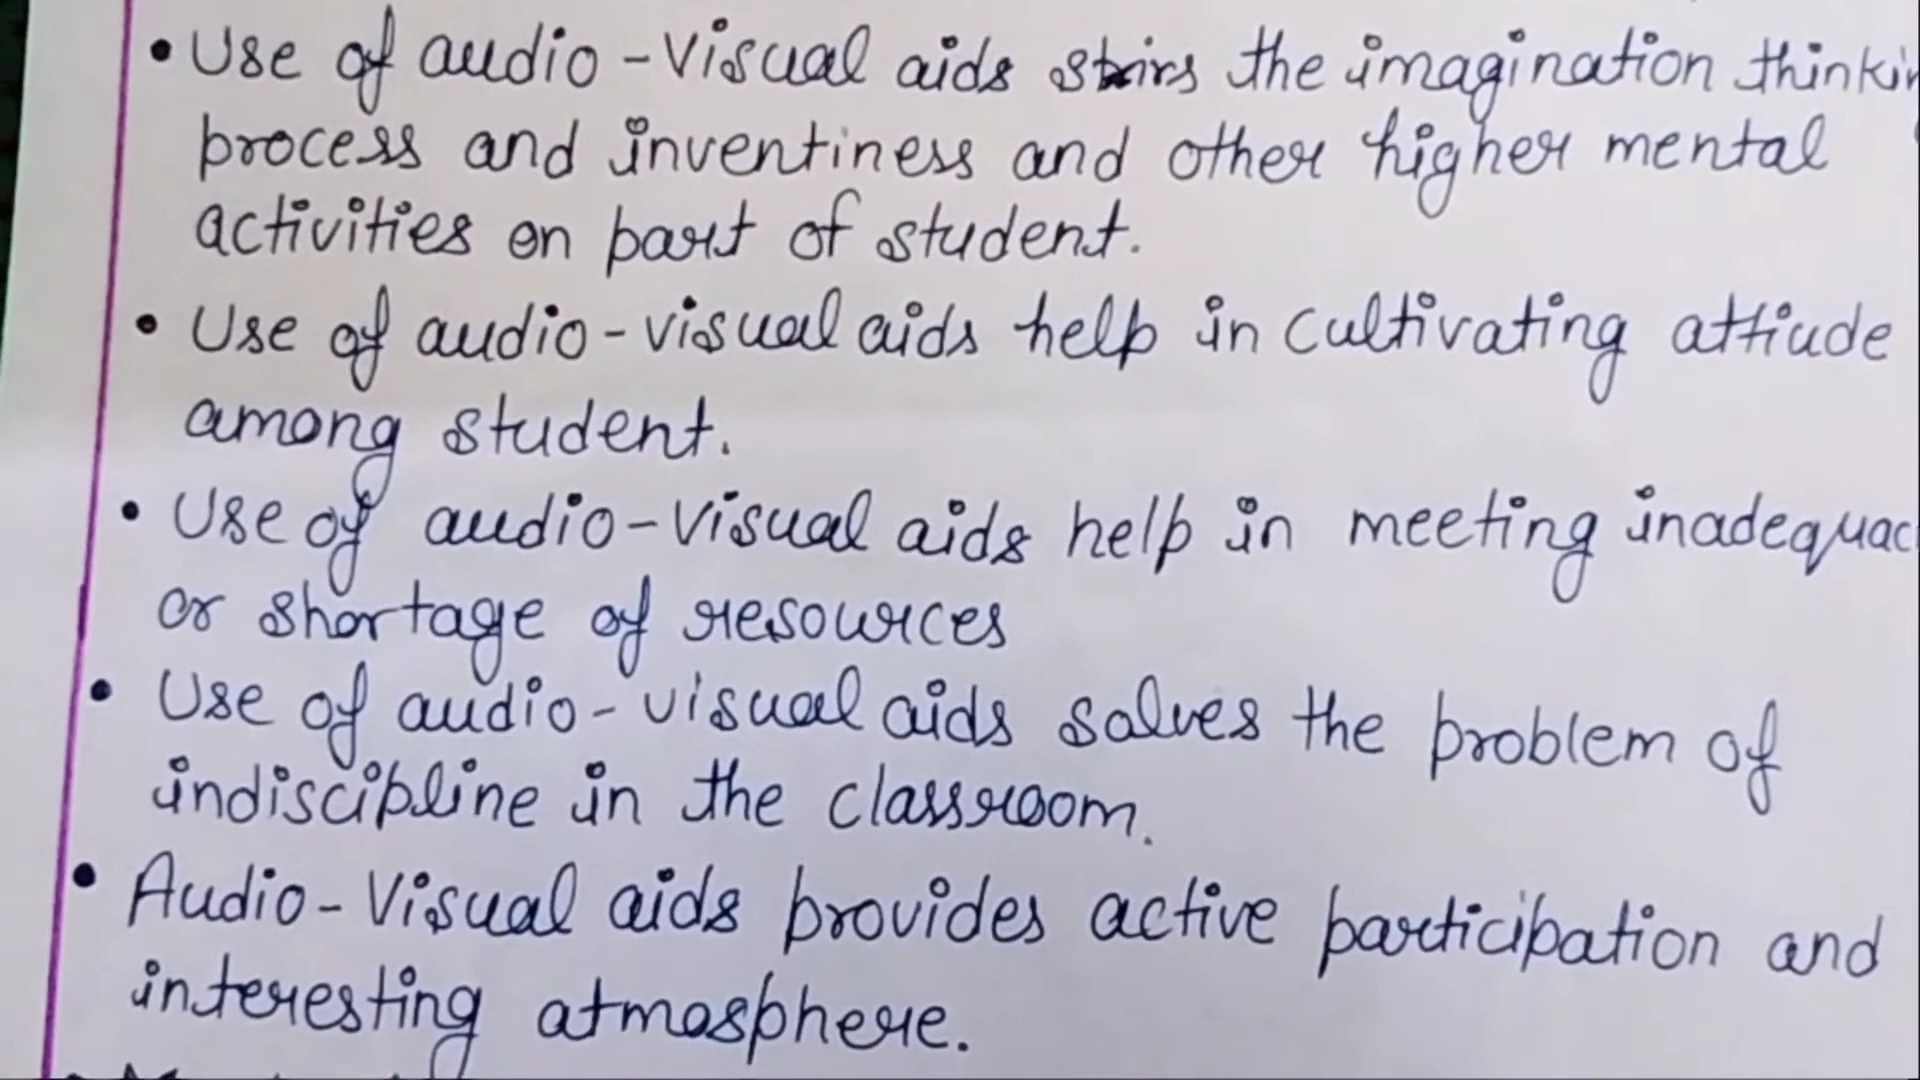 • Use of audio-visual aids stirs the imagination thinkin
process and inventiness and other higher mental
activities on part of student.
• Use of audio-visual aids help in cultivating attiude
among student.
• Use of audio-visual aids help in meeting inadequac
or shortage of resources
• Use of audio-visual aids solves the problem of
indiscipline in the classroom.
• Audio-Visual aids provides active participation and
interesting atmosphere.